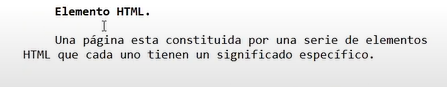 Elemento HTML.
Una página esta constituida por una serie de elementos
HTML que cada uno tienen un significado específico.